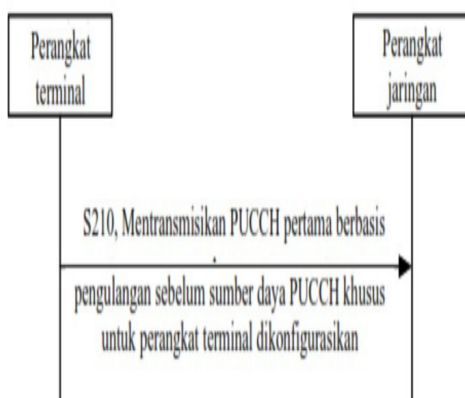 Perangkat
terminal
Perangkat
jaringan
S210, Mentransmisikan PUCCH pertama berbasis
pengulangan sebelum sumber daya PUCCH khusus
untuk perangkat terminal dikonfigurasikan